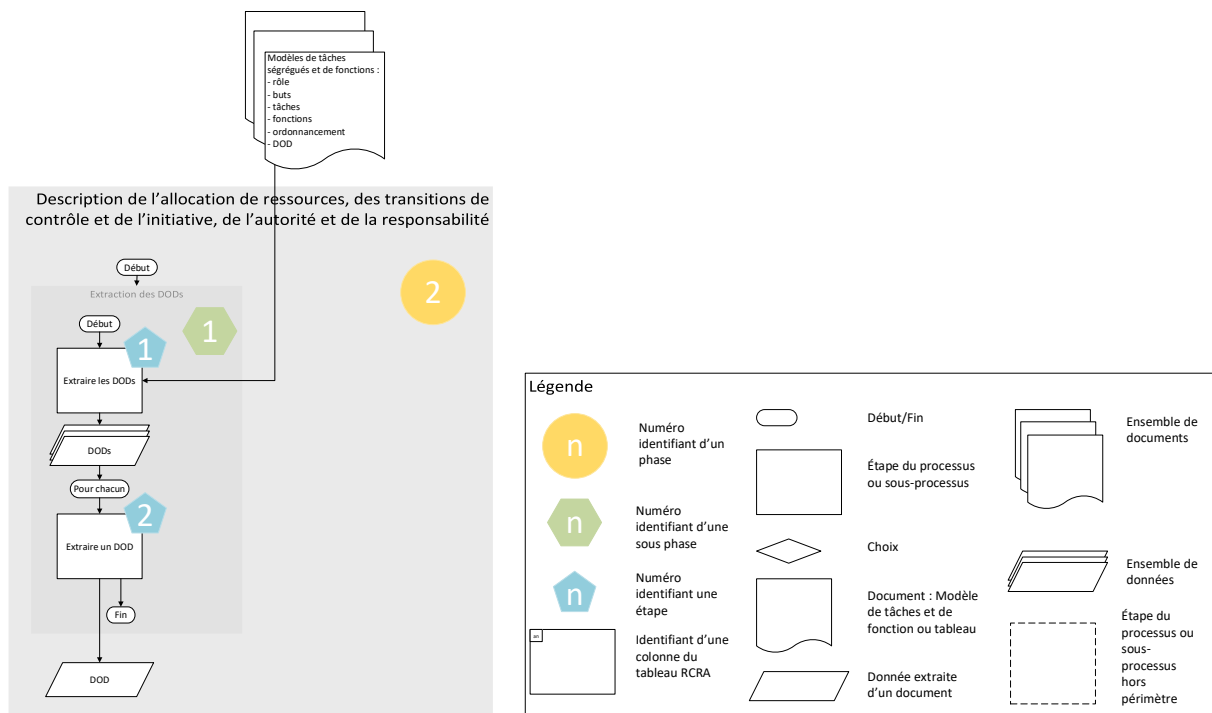 Modèles de tâches
ségrégués et de fonctions :
- rôle
- buts
- tâches
- fonctions
- ordonnancement
- DOD
Description de l'allocation de ressources, des transitions de
contrôle et de l'initiative, de l'autorité et de la responsabilité
Début
2
Extraction des DODs
Début
1
1
Extraire les DODs
DODs
Pour chacun
2
Extraire un DOD
Fin
DOD
Légende
n
Numéro
identifiant d'un
phase
n
Numéro
identifiant d'une
sous phase
n
Numéro
identifiant une
étape
an
Identifiant d'une
colonne du
tableau RCRA
Début/Fin
Étape du processus
ou sous-processus
Choix
Document : Modèle
de tâches et de
fonction ou tableau
Donnée extraite
d'un document
Ensemble de
documents
Ensemble de
données
Étape du
processus ou
sous-
processus
hors
périmètre